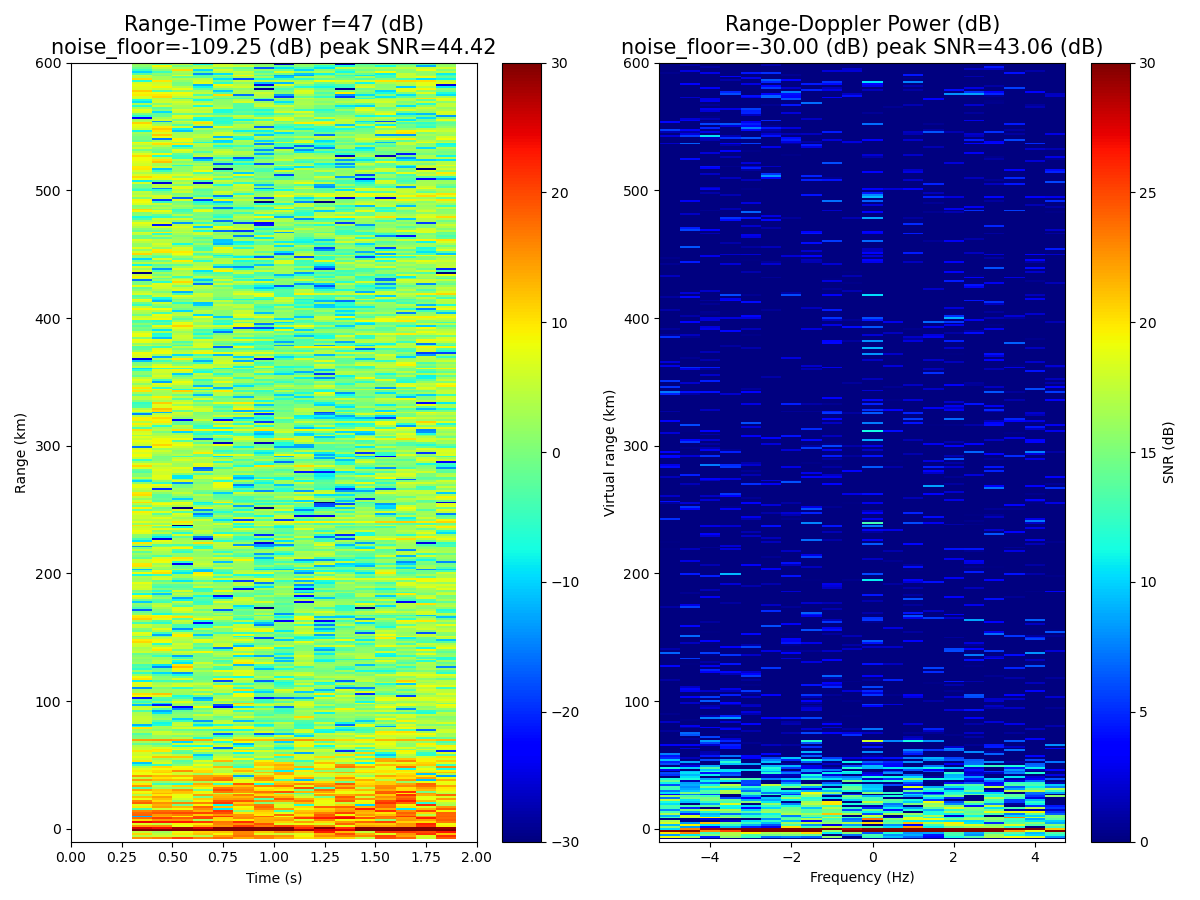 Range-Time Power f=47 (dB)
noise_floor=-109.25 (dB) peak SNR=44.42
Range (km)
600
500
400
300
200
100
0
0.00 0.25 0.50 0.75 1.00 1.25 1.50 1.75 2.00
Time (s)
30
20
10
0
−10
−20
−30
Range-Doppler Power (dB)
noise_floor=-30.00 (dB) peak SNR=43.06 (dB)
Virtual range (km)
600
500
400
300
200
100
0
−4 −2 0 2 4
Frequency (Hz)
30
25
20
15
10
5
0
SNR (dB)